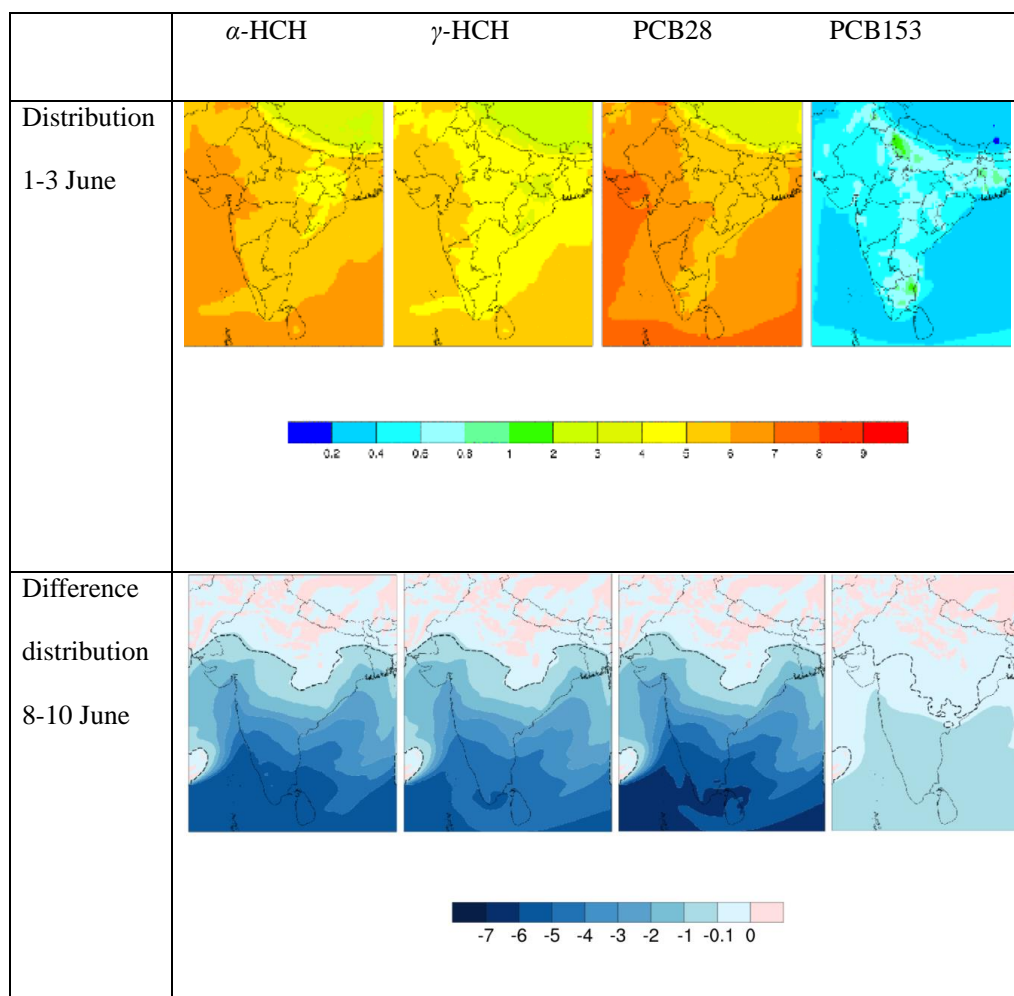 α-HCH γ-HCH PCB28 PCB153
Distribution
1-3 June
0.2 0.4 0.6 0.8 1 2 3 4 5 6 7 8 9
Difference
distribution
8-10 June
-7 -6 -5 -4 -3 -2 -1 -0.1 0